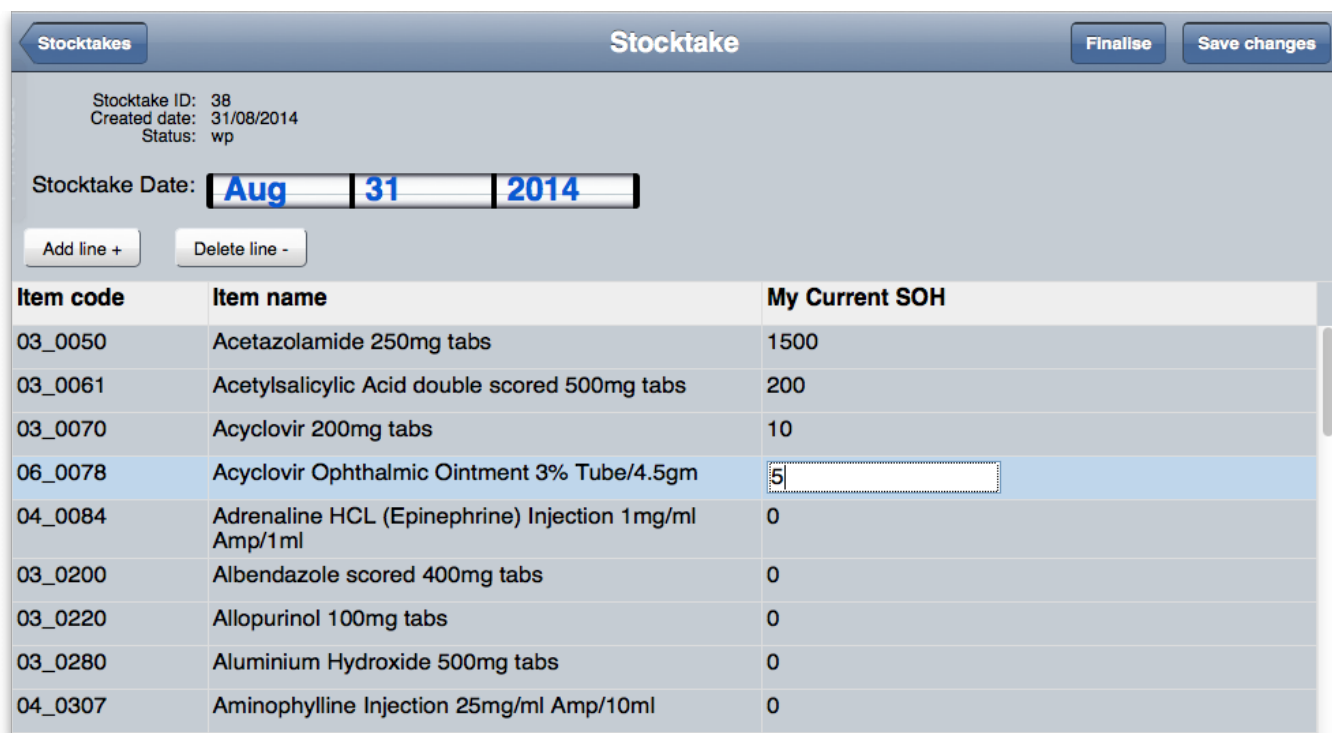 Stocktakes Stocktake Finalise Save changes
Stocktake ID: 38
Created date: 31/08/2014
Status: wp
Stocktake Date: Aug 31 2014
Add line + Delete line -
Item code Item name My Current SOH
03_0050 Acetazolamide 250mg tabs 1500
03_0061 Acetylsalicylic Acid double scored 500mg tabs 200
03_0070 Acyclovir 200mg tabs 10
06_0078 Acyclovir Ophthalmic Ointment 3% Tube/4.5gm 5
04_0084 Adrenaline HCL (Epinephrine) Injection 1mg/ml 0
Amp/1ml
03_0200 Albendazole scored 400mg tabs 0
03_0220 Allopurinol 100mg tabs 0
03_0280 Aluminium Hydroxide 500mg tabs 0
04_0307 Aminophylline Injection 25mg/ml Amp/10ml 0